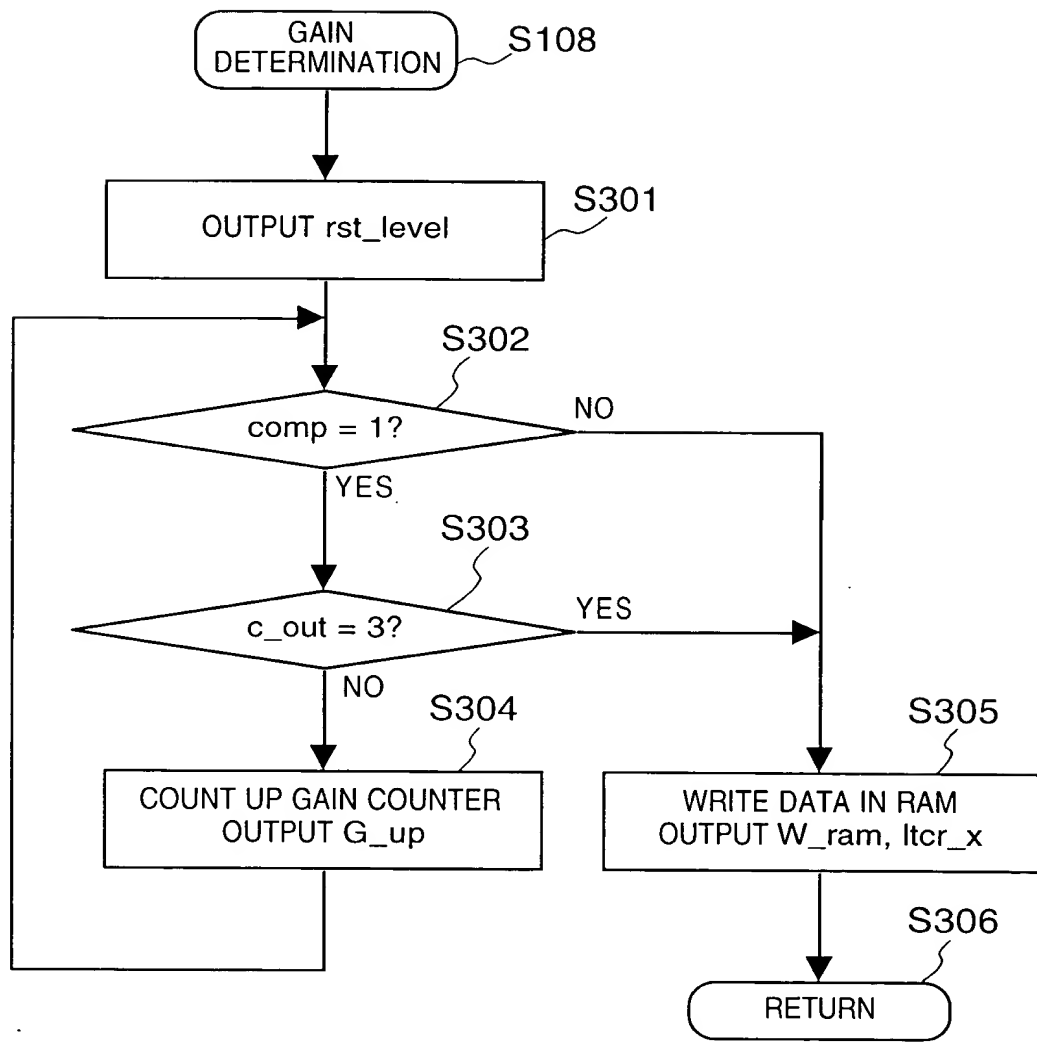 GAIN
DETERMINATION
S108
S301
OUTPUT rst_level
S302
comp = 1?
NO
YES
S303
c_out = 3?
YES
NO
S304
COUNT UP GAIN COUNTER
OUTPUT G_up
S305
WRITE DATA IN RAM
OUTPUT W_ram, ltcr_x
S306
RETURN